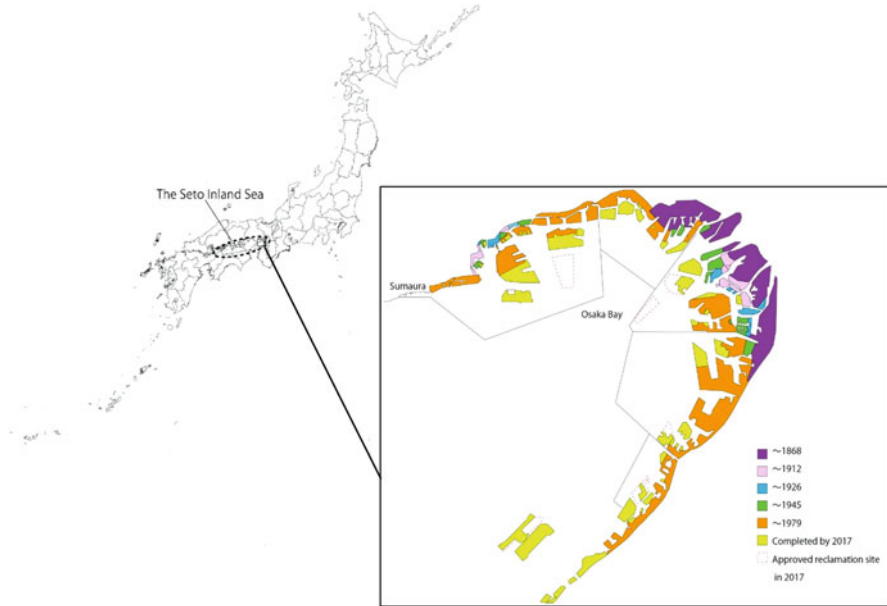 The Seto Inland Sea
Sumaura
Osaka Bay
～1868
～1912
～1926
～1945
～1979
Completed by 2017
Approved reclamation site
in 2017